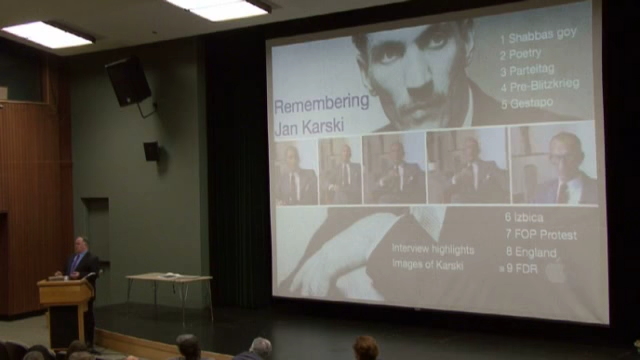 Remembering
Jan Karski
1 Shabbas goy
2 Poetry
3 Parteitag
4 Pre-Blitzkrieg
5 Gestapo
6 Izbica
7 FOP Protest
8 England
9 FDR
Interview highlights
Images of Karski